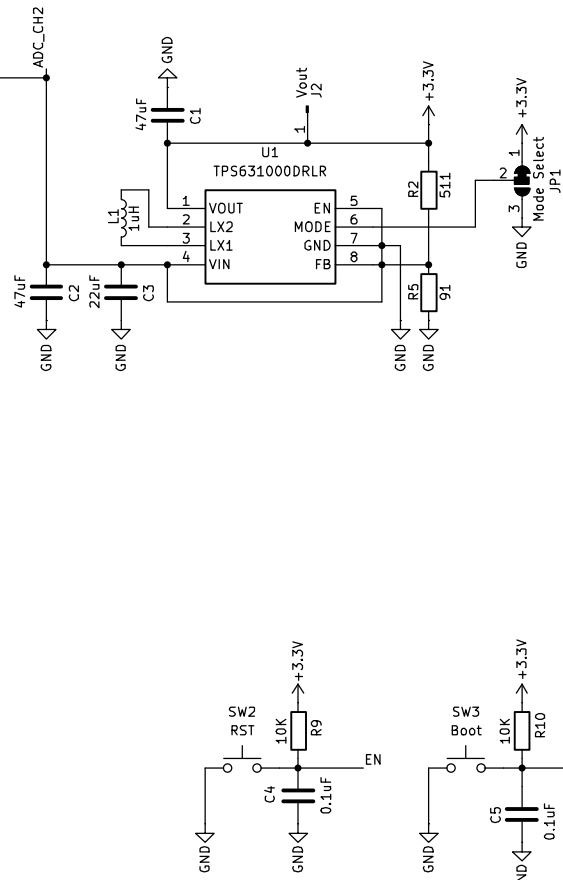 ADC_CH2
GND
47uF
C1
Vout
J2
1
+3.3V
+3.3V
U1
TPS631000DRLR
R2
511
1
2
3
Mode Select
JP1
GND
L1
1uH
1 VOUT
2 LX2
3 LX1
4 VIN
EN 5
MODE 6
GND 7
FB 8
47uF
C2
22uF
C3
R5
91
GND
GND
GND
GND
+3.3V
+3.3V
SW2
RST
10K
R9
EN
C4
0.1uF
GND
GND
SW3
Boot
10K
R10
C5
0.1uF
GND
GND